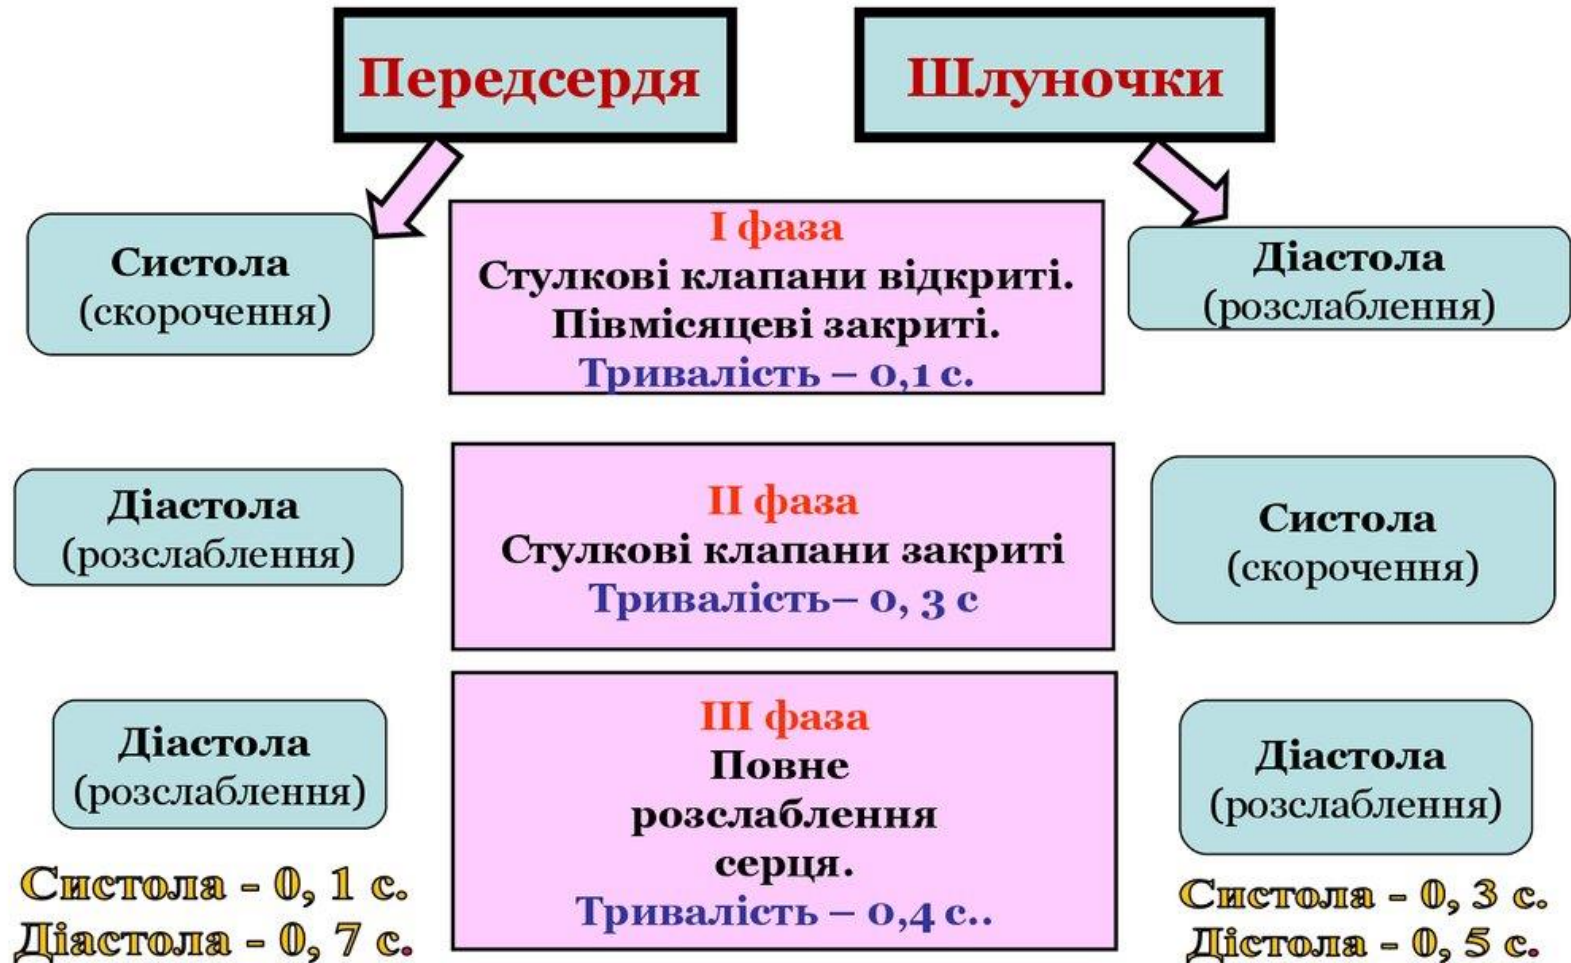 Передсердя
Шлуночки
Систола
(скорочення)
І фаза
Стулкові клапани відкриті.
Півмісяцеві закриті.
Тривалість – 0,1 с.
Діастола
(розслаблення)
Діастола
(розслаблення)
ІІ фаза
Стулкові клапани закриті
Тривалість– 0, 3 с
Систола
(скорочення)
Діастола
(розслаблення)
ІІІ фаза
Повне
розслаблення
серця.
Тривалість – 0,4 с..
Діастола
(розслаблення)
Систола - 0, 1 с.
Діастола - 0, 7 с.
Систола - 0, 3 с.
Дістола - 0, 5 с.